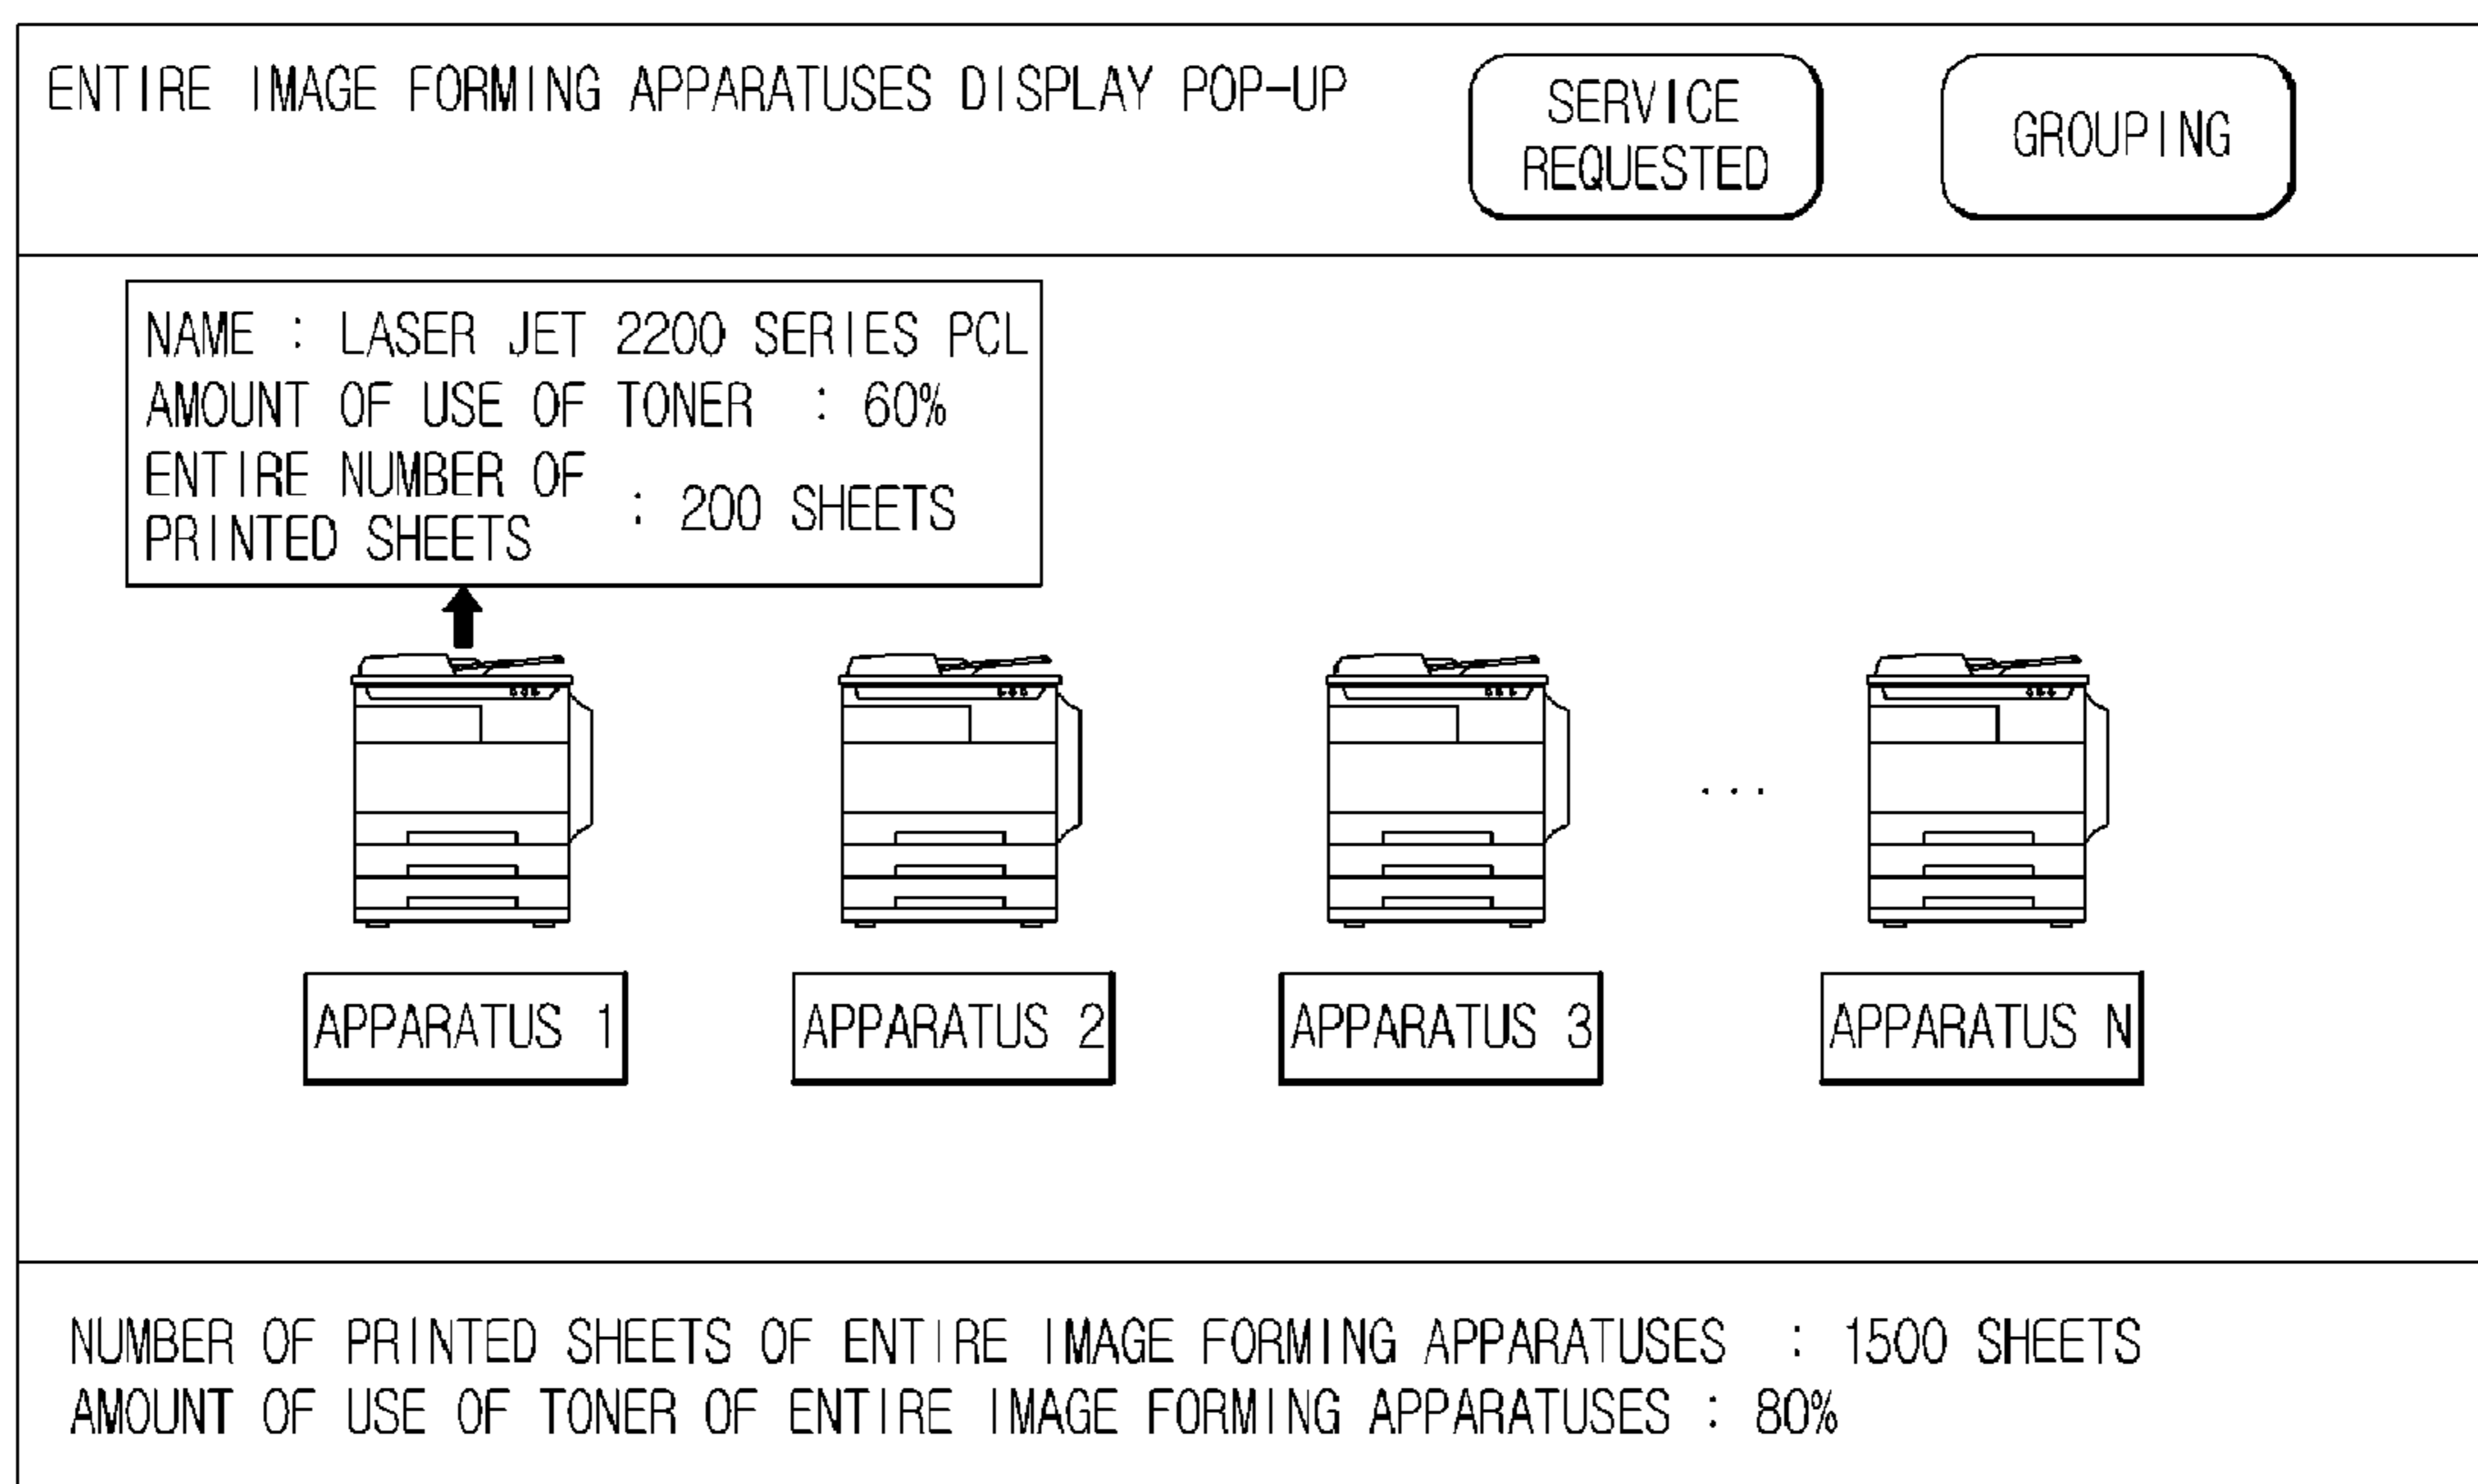 ENTIRE IMAGE FORMING APPARATUSES DISPLAY POP-UP
SERVICE
REQUESTED
GROUPING
NAME : LASER JET 2200 SERIES PCL
AMOUNT OF USE OF TONER : 60%
ENTIRE NUMBER OF
PRINTED SHEETS : 200 SHEETS
...
APPARATUS 1
APPARATUS 2
APPARATUS 3
APPARATUS N
NUMBER OF PRINTED SHEETS OF ENTIRE IMAGE FORMING APPARATUSES : 1500 SHEETS
AMOUNT OF USE OF TONER OF ENTIRE IMAGE FORMING APPARATUSES : 80%